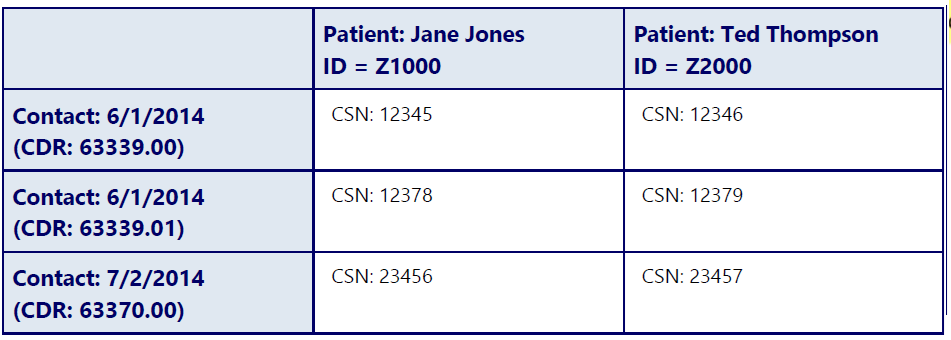 Patient: Jane Jones
ID = Z1000
Patient: Ted Thompson
ID = Z2000
Contact: 6/1/2014
(CDR: 63339.00)
CSN: 12345
CSN: 12346
Contact: 6/1/2014
(CDR: 63339.01)
CSN: 12378
CSN: 12379
Contact: 7/2/2014
(CDR: 63370.00)
CSN: 23456
CSN: 23457